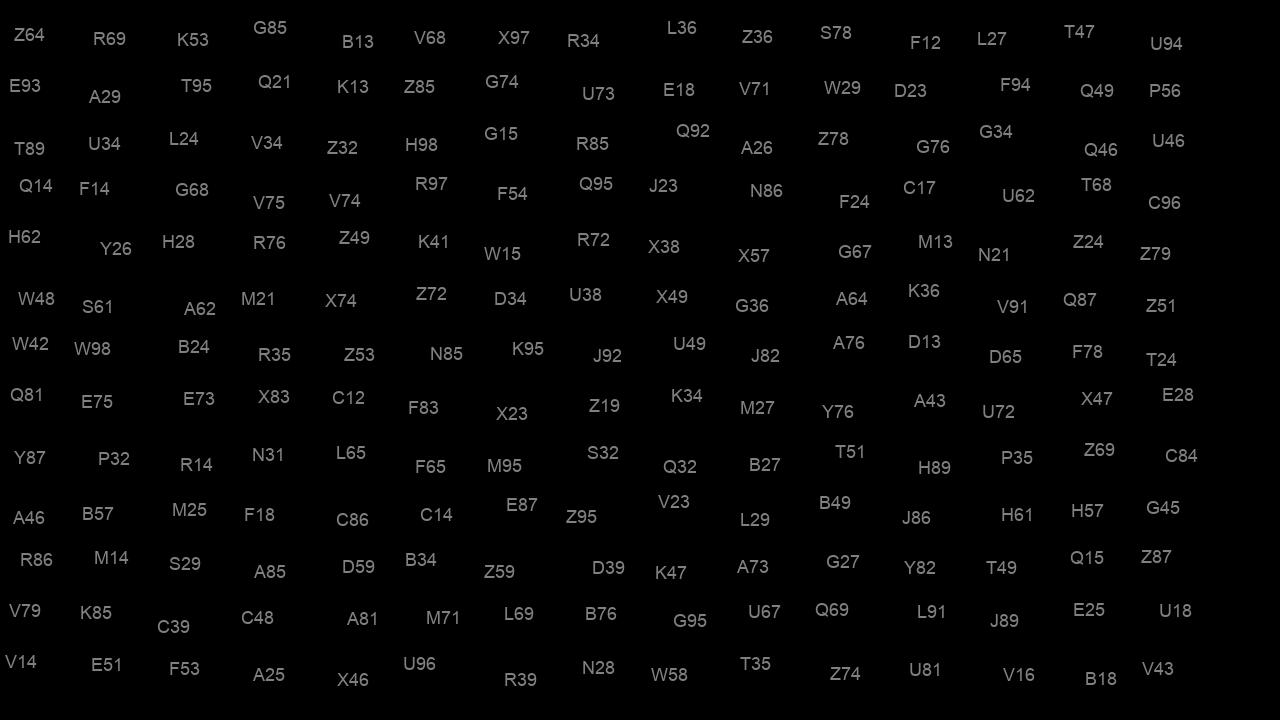 Z64 R69 K53 G85 B13 V68 X97 R34 L36 Z36 S78 F12 L27 T47 U94
E93 A29 T95 Q21 K13 Z85 G74 U73 E18 V71 W29 D23 F94 Q49 P56
T89 U34 L24 V34 Z32 H98 G15 R85 Q92 A26 Z78 G76 G34 Q46 U46
Q14 F14 G68 V75 V74 R97 F54 Q95 J23 N86 F24 C17 U62 T68 C96
H62 Y26 H28 R76 Z49 K41 W15 R72 X38 X57 G67 M13 N21 Z24 Z79
W48 S61 A62 M21 X74 Z72 D34 U38 X49 G36 A64 K36 V91 Q87 Z51
W42 W98 B24 R35 Z53 N85 K95 J92 U49 J82 A76 D13 D65 F78 T24
Q81 E75 E73 X83 C12 F83 X23 Z19 K34 M27 Y76 A43 U72 X47 E28
Y87 P32 R14 N31 L65 F65 M95 S32 Q32 B27 T51 H89 P35 Z69 C84
A46 B57 M25 F18 C86 C14 E87 Z95 V23 L29 B49 J86 H61 H57 G45
R86 M14 S29 A85 D59 B34 Z59 D39 K47 A73 G27 Y82 T49 Q15 Z87
V79 K85 C39 C48 A81 M71 L69 B76 G95 U67 Q69 L91 J89 E25 U18
V14 E51 F53 A25 X46 U96 R39 N28 W58 T35 Z74 U81 V16 B18 V43